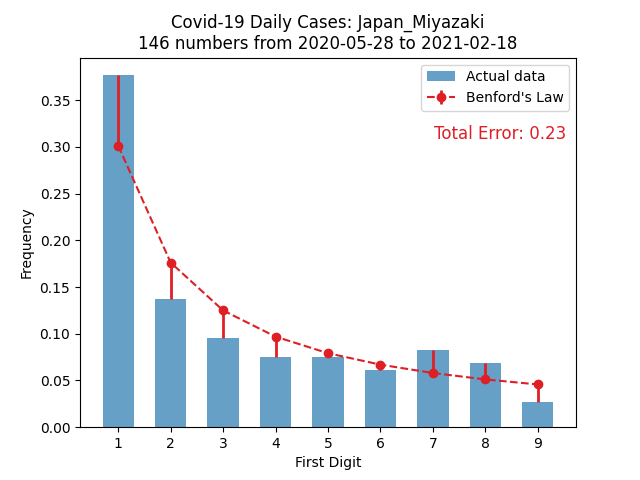 Covid-19 Daily Cases: Japan_Miyazaki
146 numbers from 2020-05-28 to 2021-02-18
Actual data
Benford's Law
Total Error: 0.23
Frequency
0.35
0.30
0.25
0.20
0.15
0.10
0.05
0.00
1 2 3 4 5 6 7 8 9
First Digit